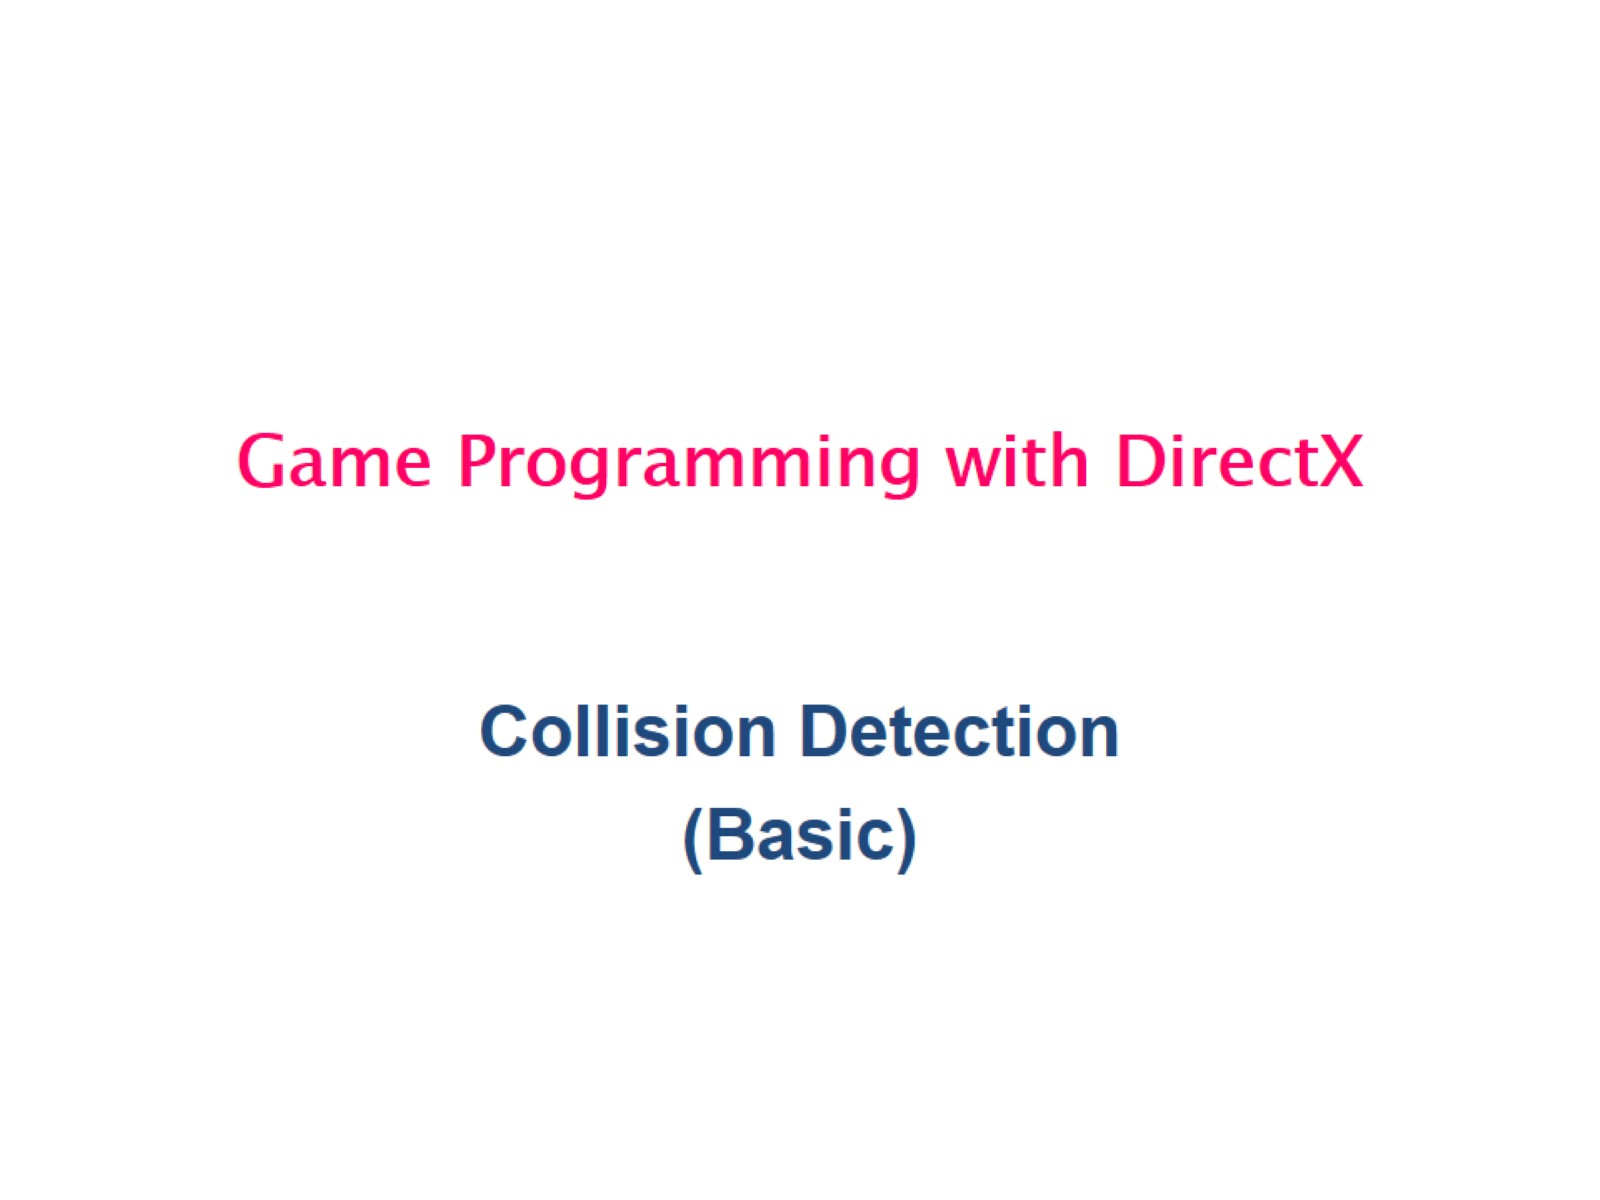 Game Programming with DirectX
Collision Detection
(Basic)